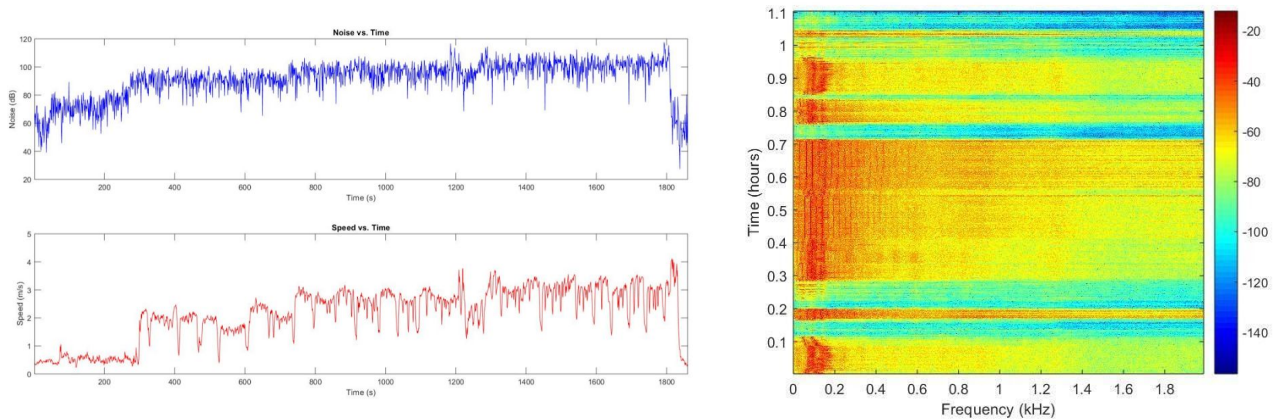 Noise vs. Time
120
100
80
60
40
20
Noise (dB)
200 400 600 800 1000 1200 1400 1600 1800
Time (s)
Speed vs. Time
5
4
3
2
1
0
Speed (m/s)
200 400 600 800 1000 1200 1400 1600 1800
Time (s)
1.1
1
0.9
0.8
0.7
0.6
0.5
0.4
0.3
0.2
0.1
Time (hours)
0 0.2 0.4 0.6 0.8 1 1.2 1.4 1.6 1.8
Frequency (kHz)
-20
-40
-60
-80
-100
-120
-140